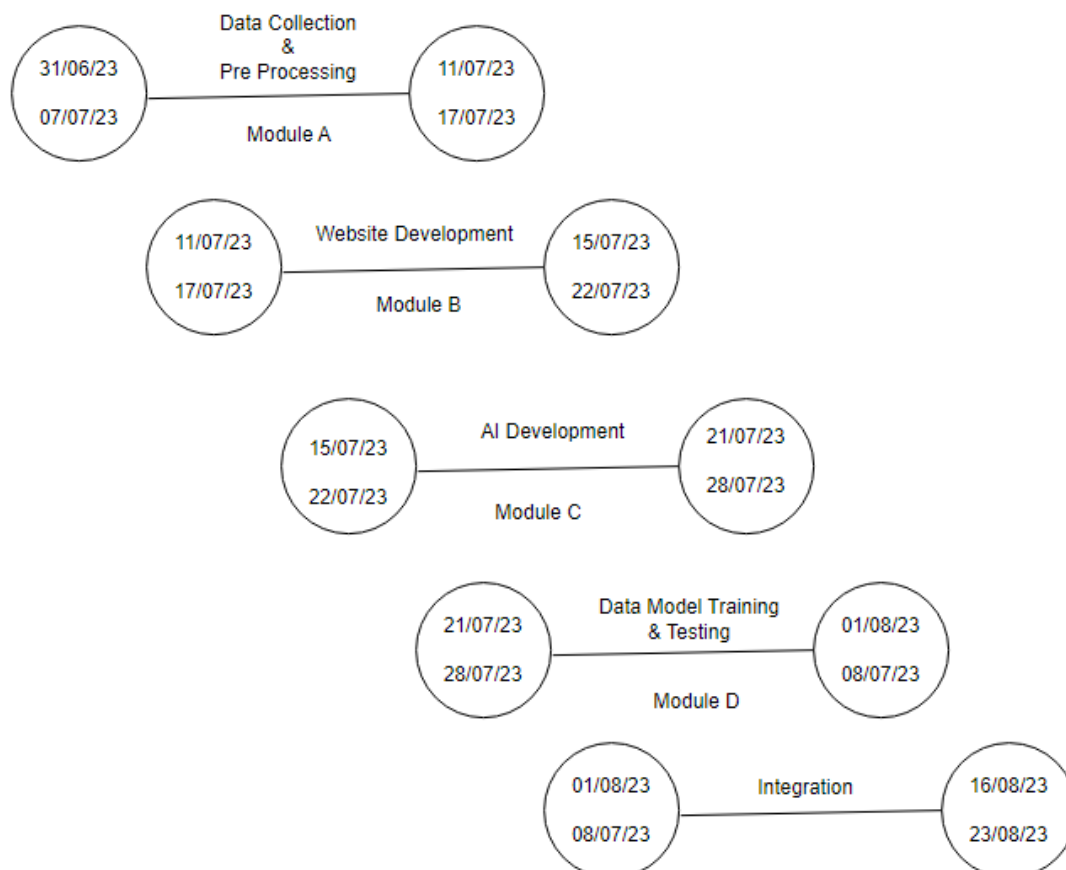 Data Collection
&
Pre Processing
31/06/23
07/07/23
11/07/23
17/07/23
Module A
Website Development
11/07/23
17/07/23
15/07/23
22/07/23
Module B
AI Development
15/07/23
22/07/23
21/07/23
28/07/23
Module C
Data Model Training
& Testing
21/07/23
28/07/23
01/08/23
08/07/23
Module D
Integration
01/08/23
08/07/23
16/08/23
23/08/23